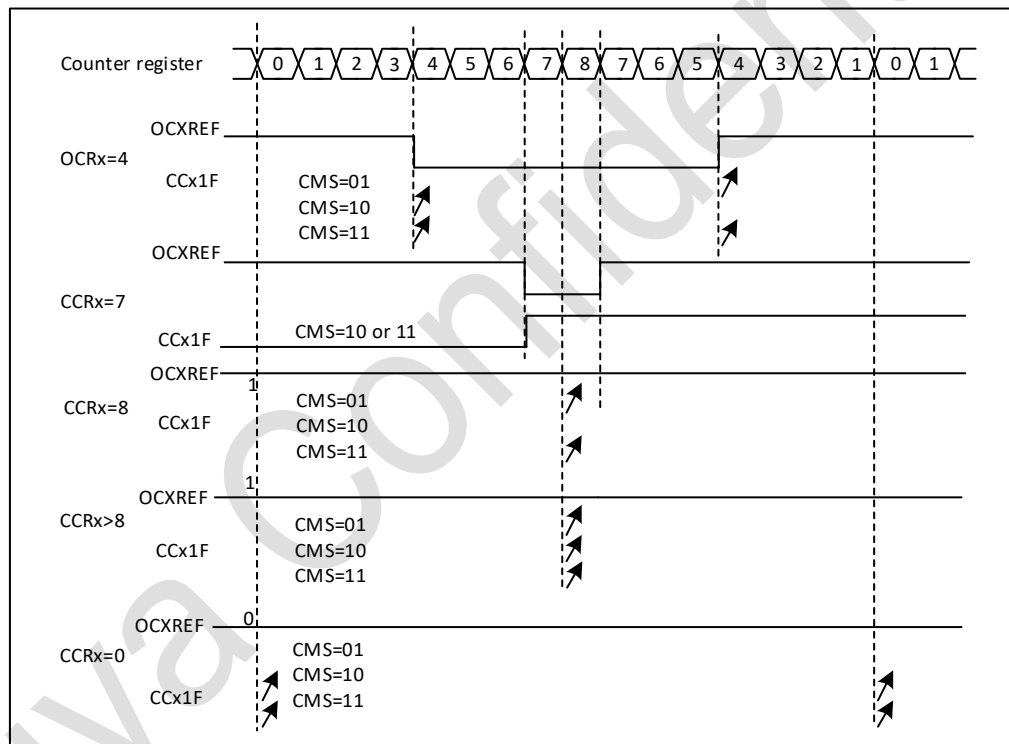 Counter register 0 1 2 3 4 5 6 7 8 7 6 5 4 3 2 1 0 1
OCXREF
OCRx=4
CCx1F CMS=01
CMS=10
CMS=11
OCXREF
CCRx=7
CCx1F CMS=10 or 11
OCXREF 1
CCRx=8 CMS=01
CCx1F CMS=10
CMS=11
OCXREF 1
CCRx>8 CMS=01
CCx1F CMS=10
CMS=11
OCXREF 0
CCRx=0 CMS=01
CMS=10
CCx1F CMS=11